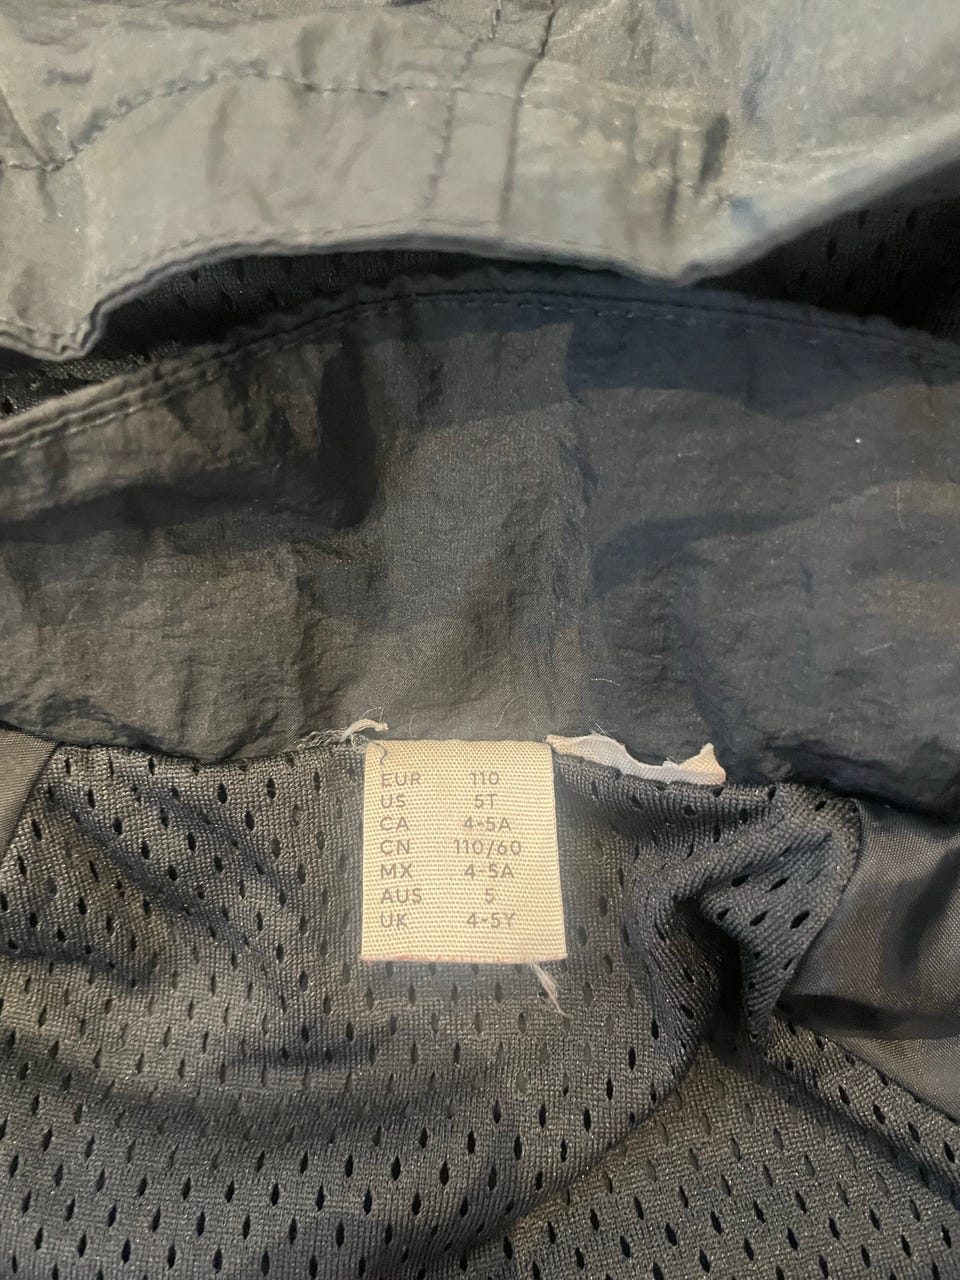 EUR 110
US 5T
CA 4-5A
CN 110/60
MX 4-5A
AUS 5
UK 4-5Y